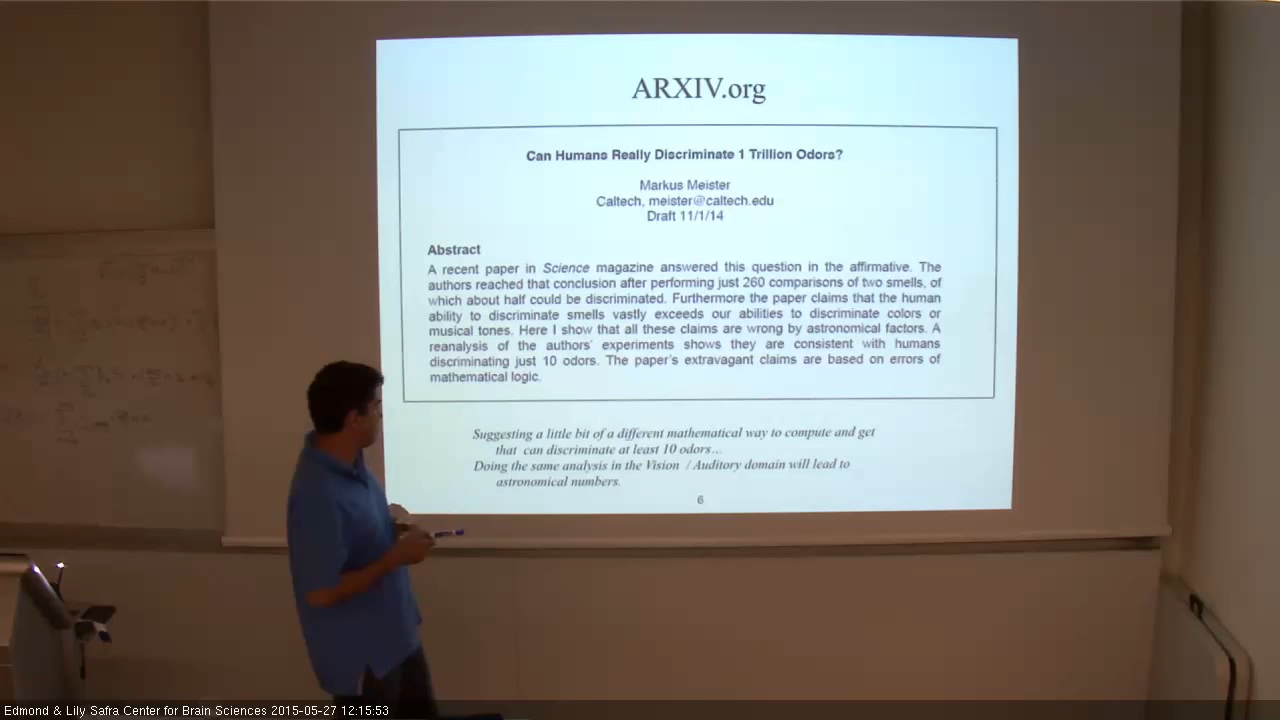 ARXIV.org
Can Humans Really Discriminate 1 Trillion Odors?
Markus Meister
Caltech, meister@caltech.edu
Draft 11/1/14
Abstract
A recent paper in Science magazine answered this question in the affirmative. The
authors reached that conclusion after performing just 260 comparisons of two smells, of
which about half could be discriminated. Furthermore the paper claims that the human
ability to discriminate smells vastly exceeds our abilities to discriminate colors or
musical tones. Here I show that all these claims are wrong by astronomical factors. A
reanalysis of the authors' experiments shows they are consistent with humans
discriminating just 10 odors. The paper's extravagant claims are based on errors of
mathematical logic.
Suggesting a little bit of a different mathematical way to compute and get
that can discriminate at least 10 odors…
Doing the same analysis in the Vision / Auditory domain will lead to
astronomical numbers.
6
Edmond & Lily Safra Center for Brain Sciences 2015-05-27 12:15:53